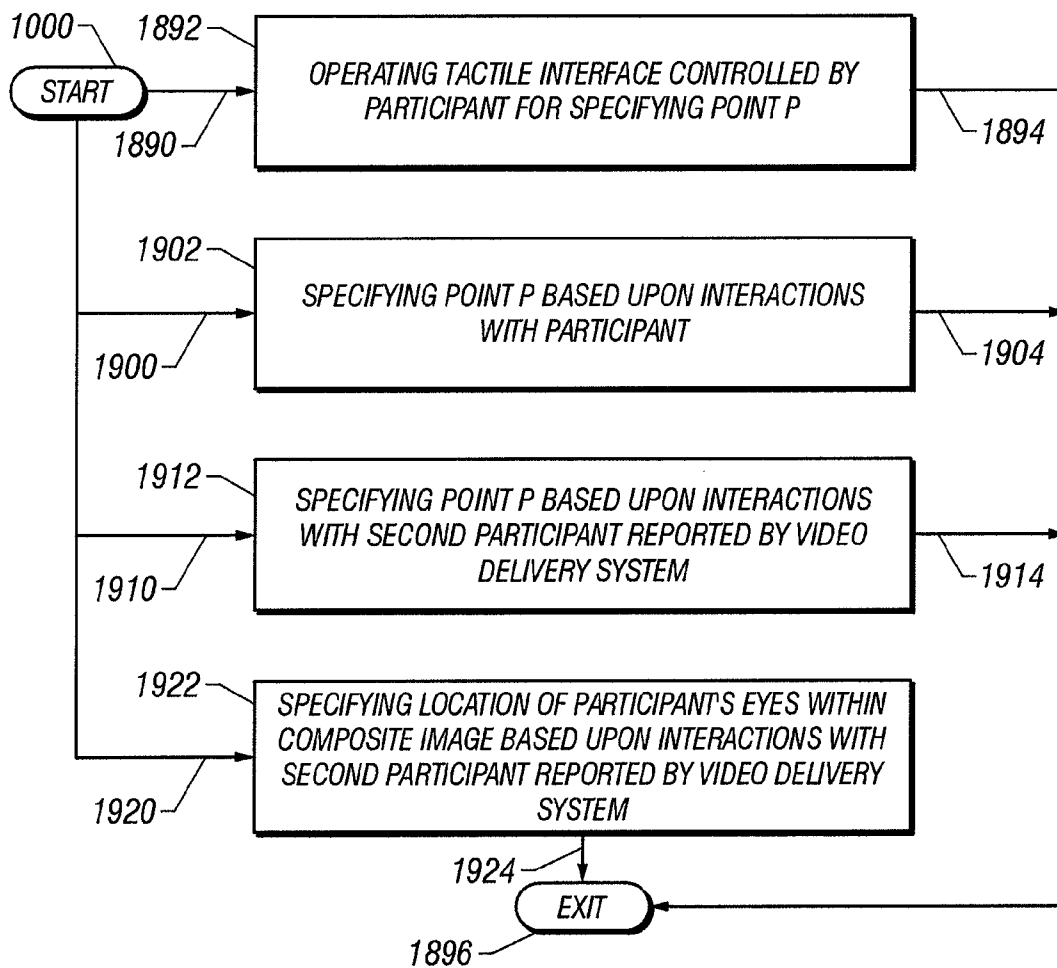 1000
START
1892
OPERATING TACTILE INTERFACE CONTROLLED BY
PARTICIPANT FOR SPECIFYING POINT P
1890
1894
1902
SPECIFYING POINT P BASED UPON INTERACTIONS
WITH PARTICIPANT
1900
1904
1912
SPECIFYING POINT P BASED UPON INTERACTIONS
WITH SECOND PARTICIPANT REPORTED BY VIDEO
DELIVERY SYSTEM
1910
1914
1922
SPECIFYING LOCATION OF PARTICIPANT'S EYES WITHIN
COMPOSITE IMAGE BASED UPON INTERACTIONS WITH
SECOND PARTICIPANT REPORTED BY VIDEO DELIVERY
SYSTEM
1920
1924
EXIT
1896